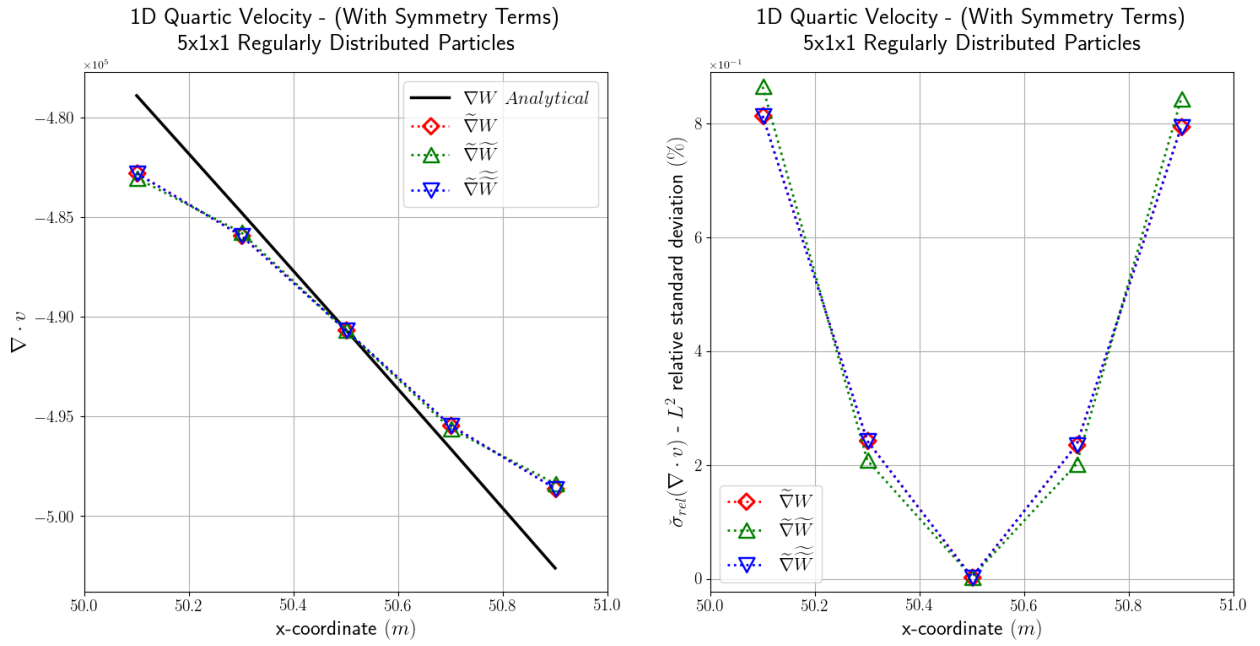 1D Quartic Velocity - (With Symmetry Terms)
5x1x1 Regularly Distributed Particles
×10⁵
−4.80
−4.85
−4.90
−4.95
−5.00
∇ · v
∇W Analytical
∇̃W
∇̃W̃
∇̃W̃̃
50.0 50.2 50.4 50.6 50.8 51.0
x-coordinate (m)
1D Quartic Velocity - (With Symmetry Terms)
5x1x1 Regularly Distributed Particles
×10⁻¹
8
6
4
2
0
σ̆rel(∇ · v) - L² relative standard deviation (%)
∇̃W
∇̃W̃
∇̃W̃̃
50.0 50.2 50.4 50.6 50.8 51.0
x-coordinate (m)